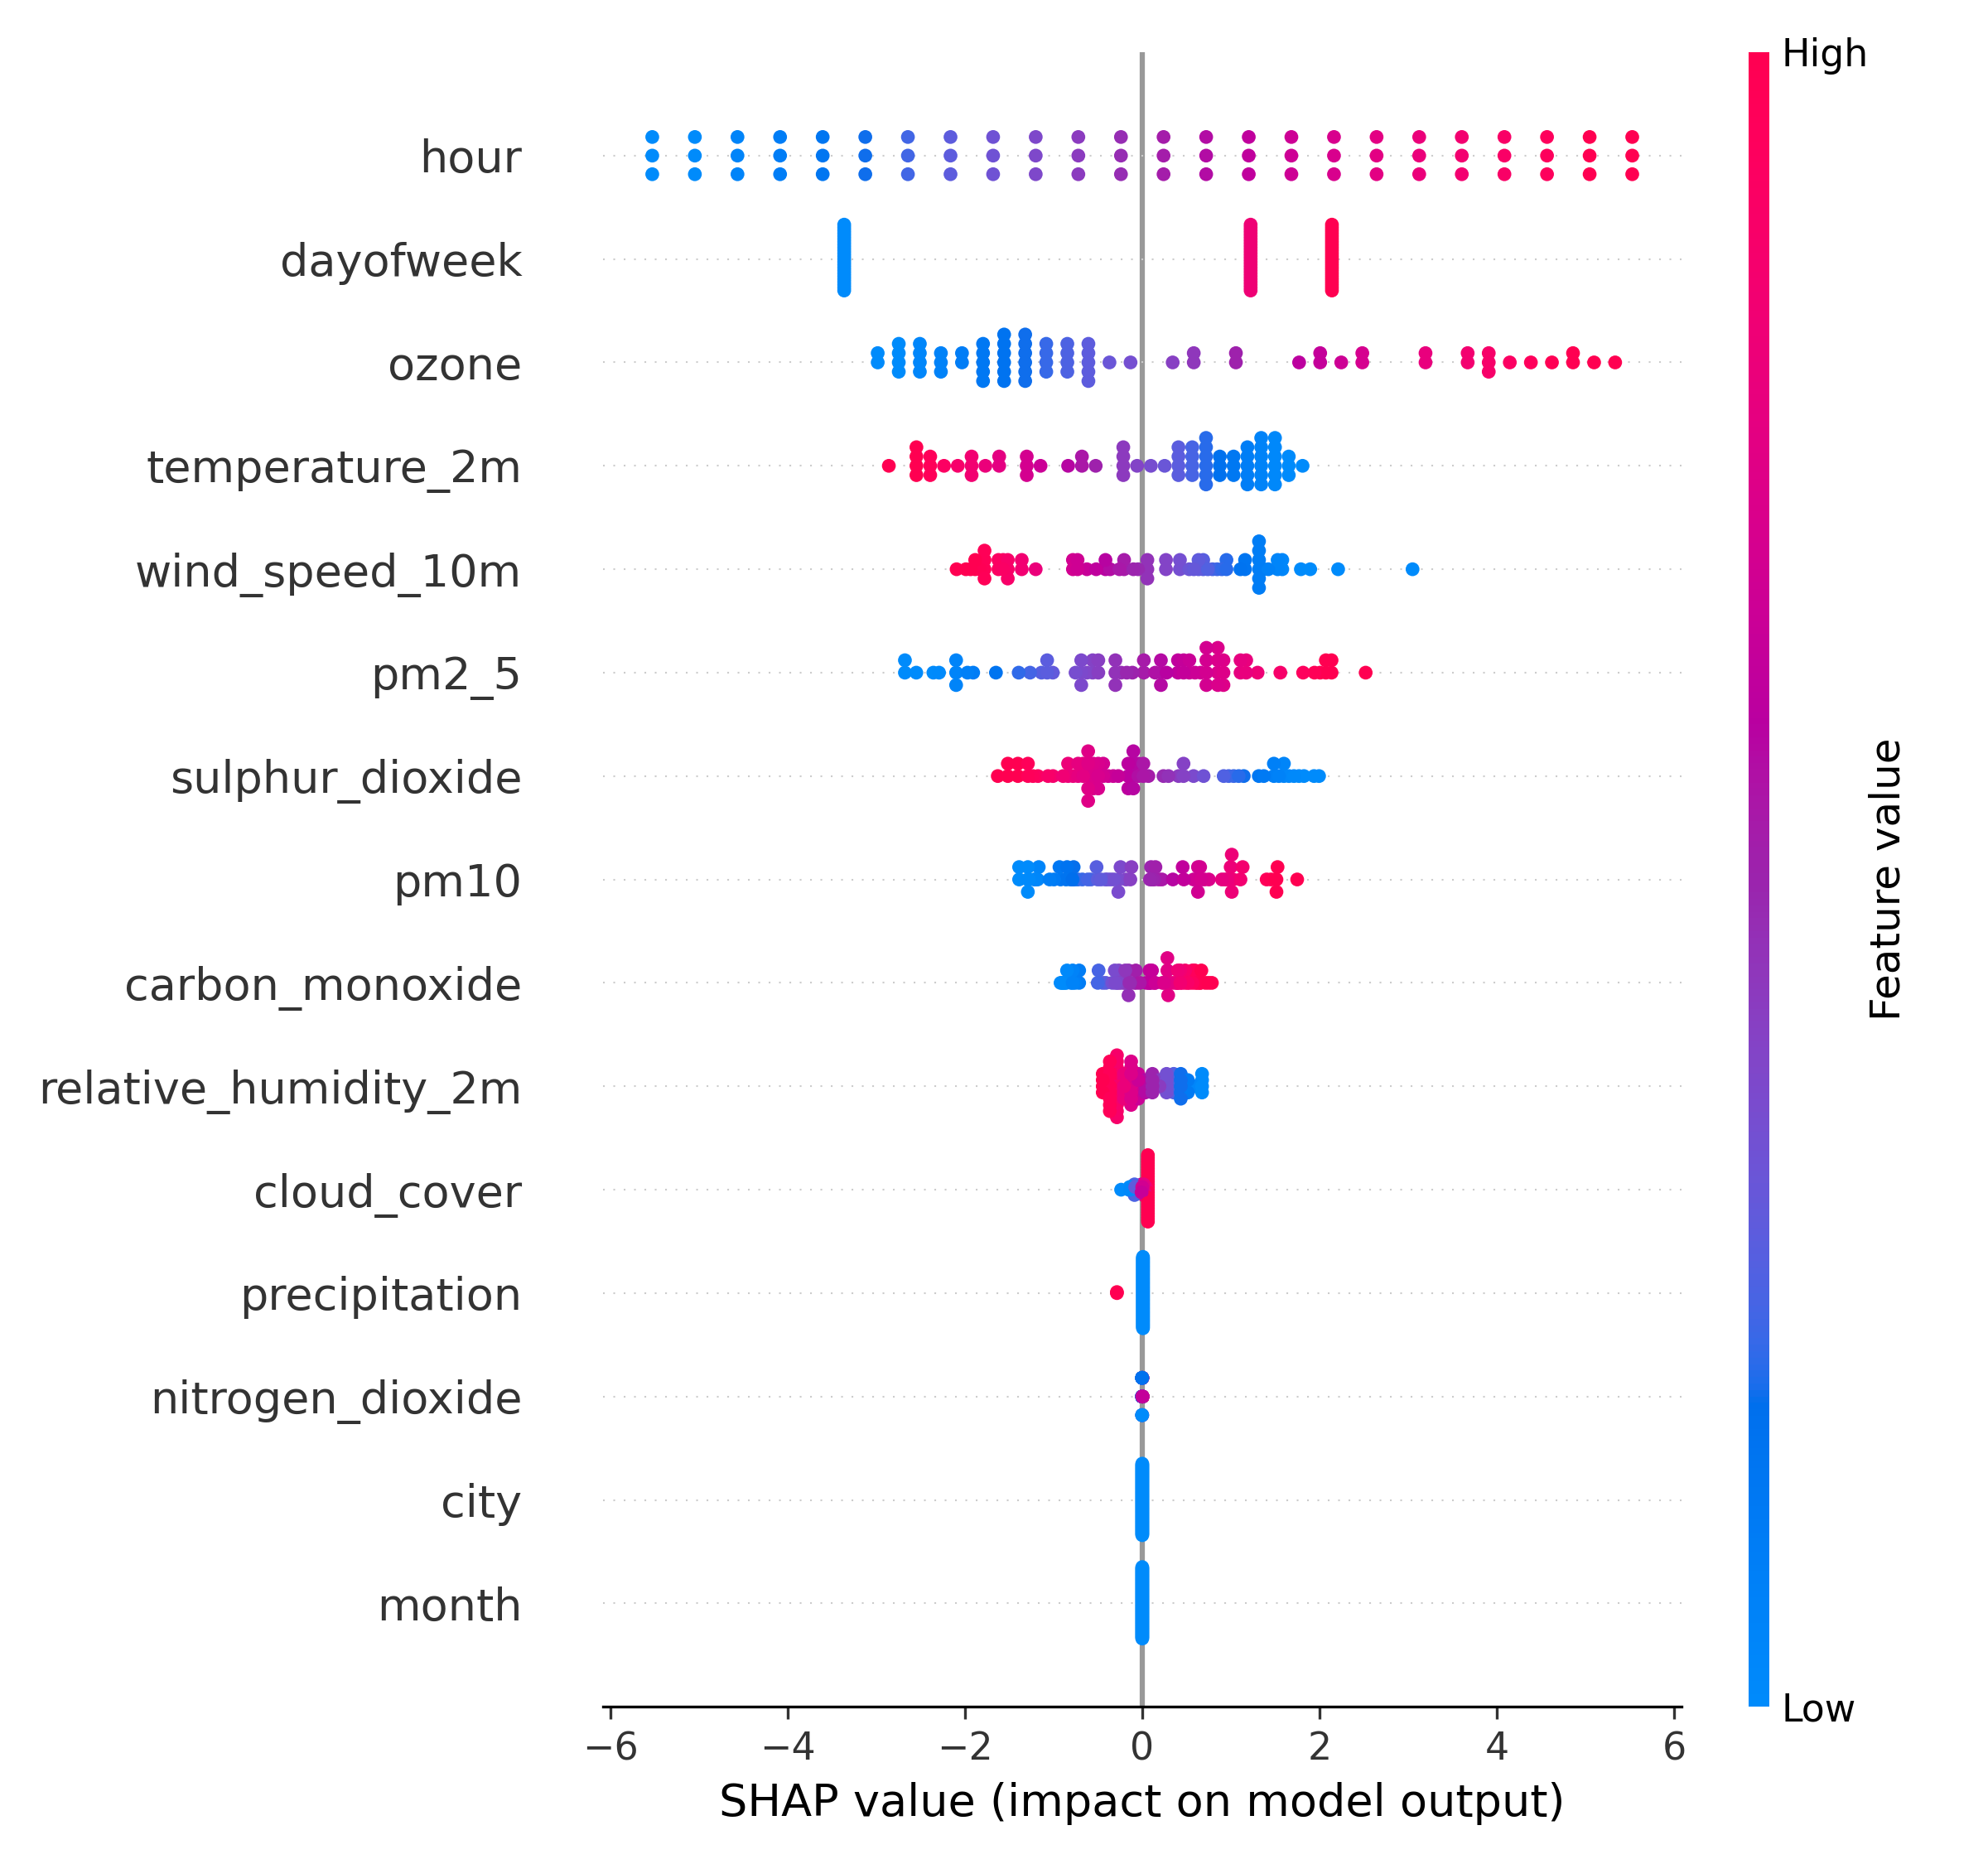 High
hour
dayofweek
ozone
temperature_2m
wind_speed_10m
pm2_5
sulphur_dioxide
pm10
carbon_monoxide
relative_humidity_2m
cloud_cover
precipitation
nitrogen_dioxide
city
month
Feature value
Low
−6 −4 −2 0 2 4 6
SHAP value (impact on model output)